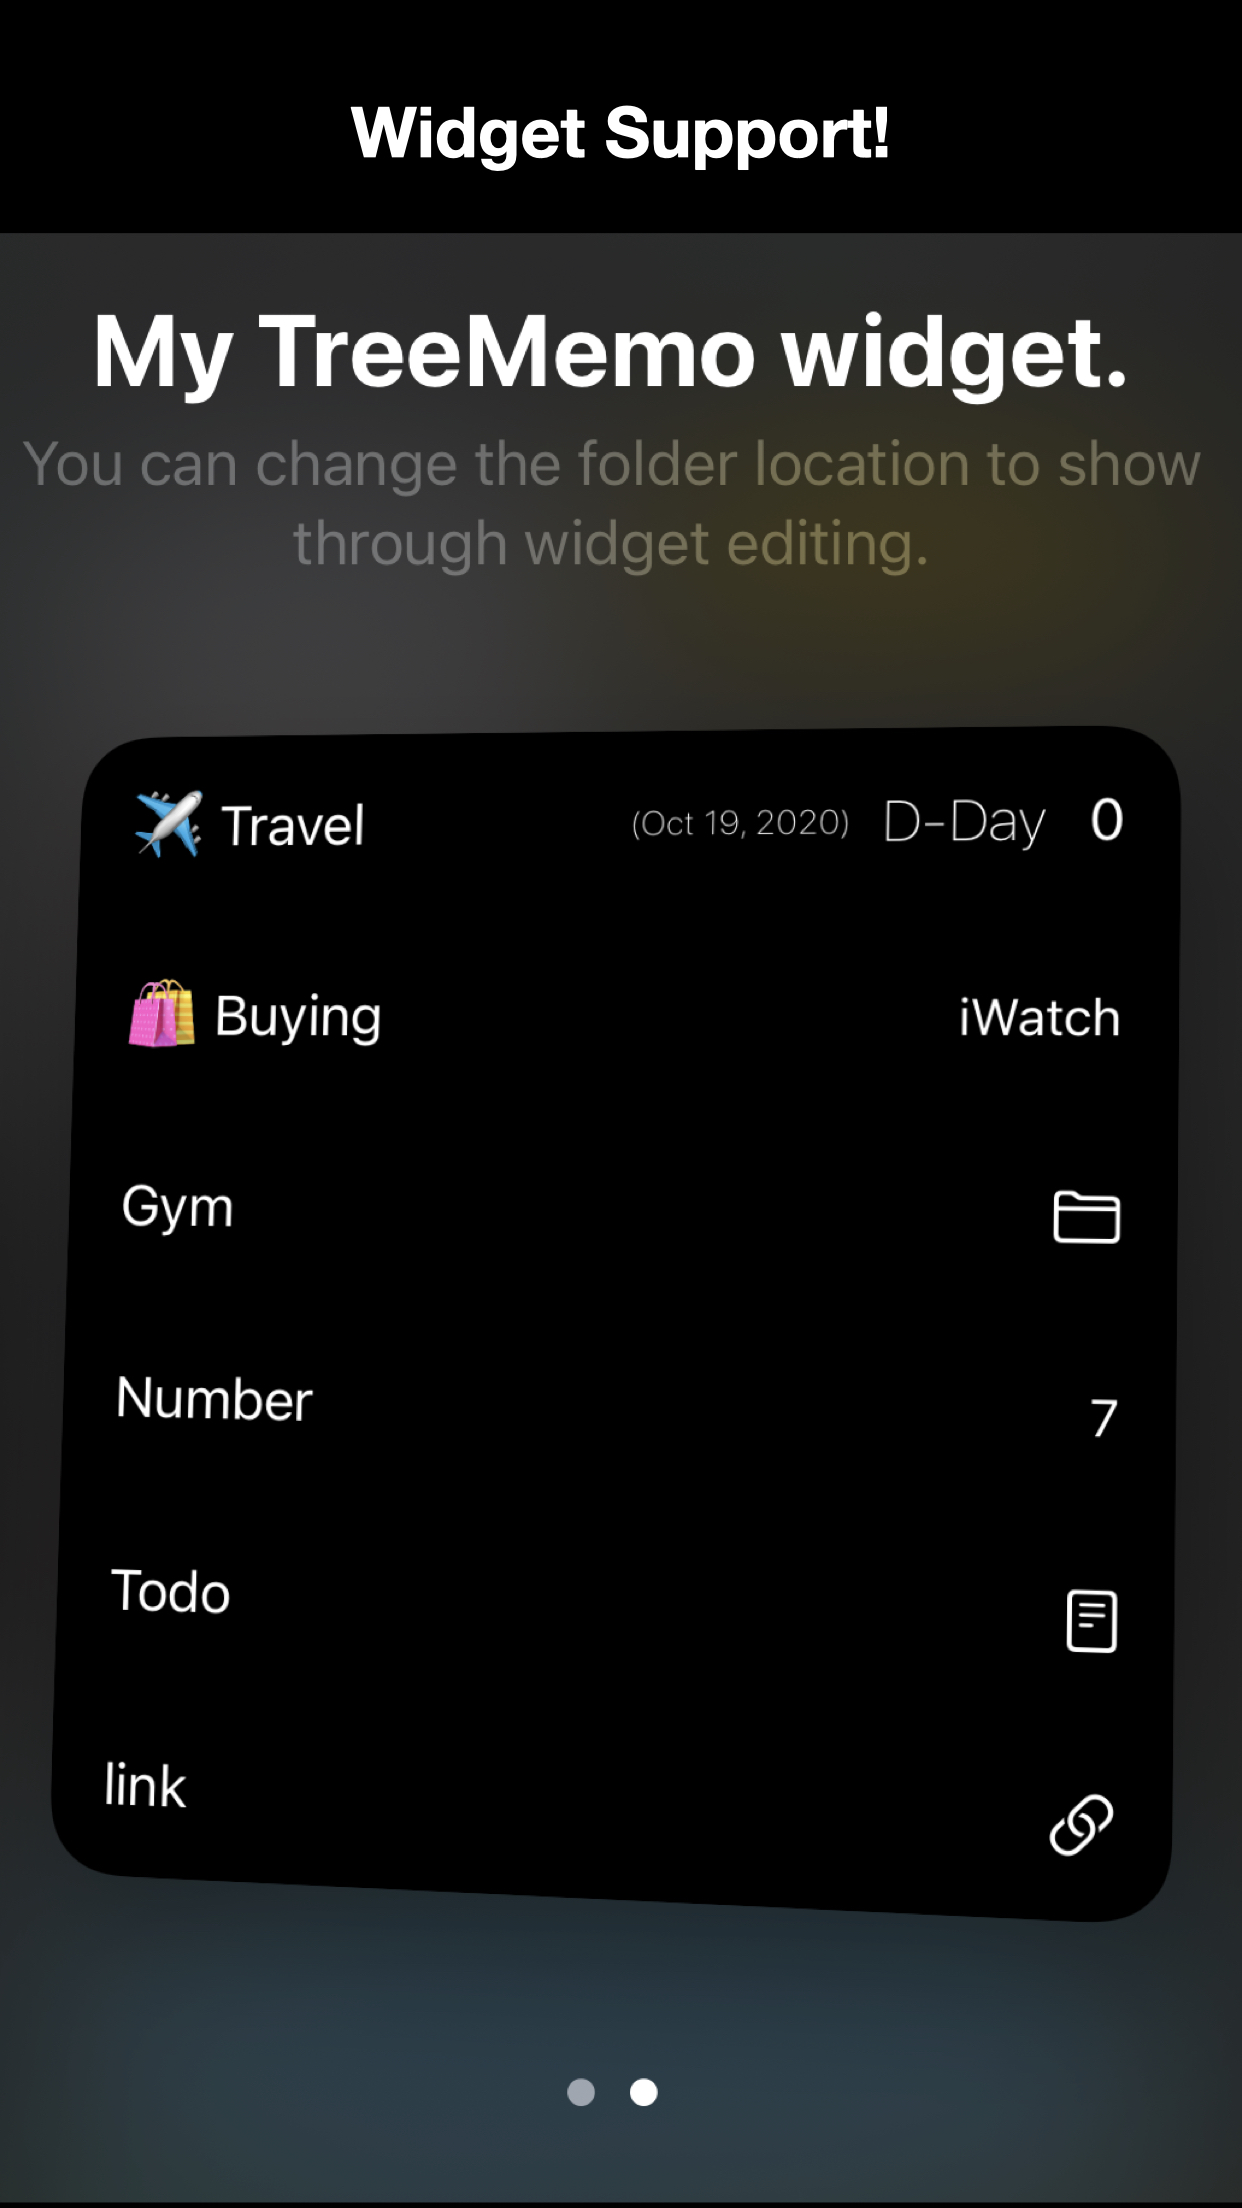 Widget Support!
My TreeMemo widget.
You can change the folder location to show
through widget editing.
✈️ Travel (Oct 19, 2020) D-Day 0
🛍️ Buying iWatch
Gym
Number 7
Todo
link